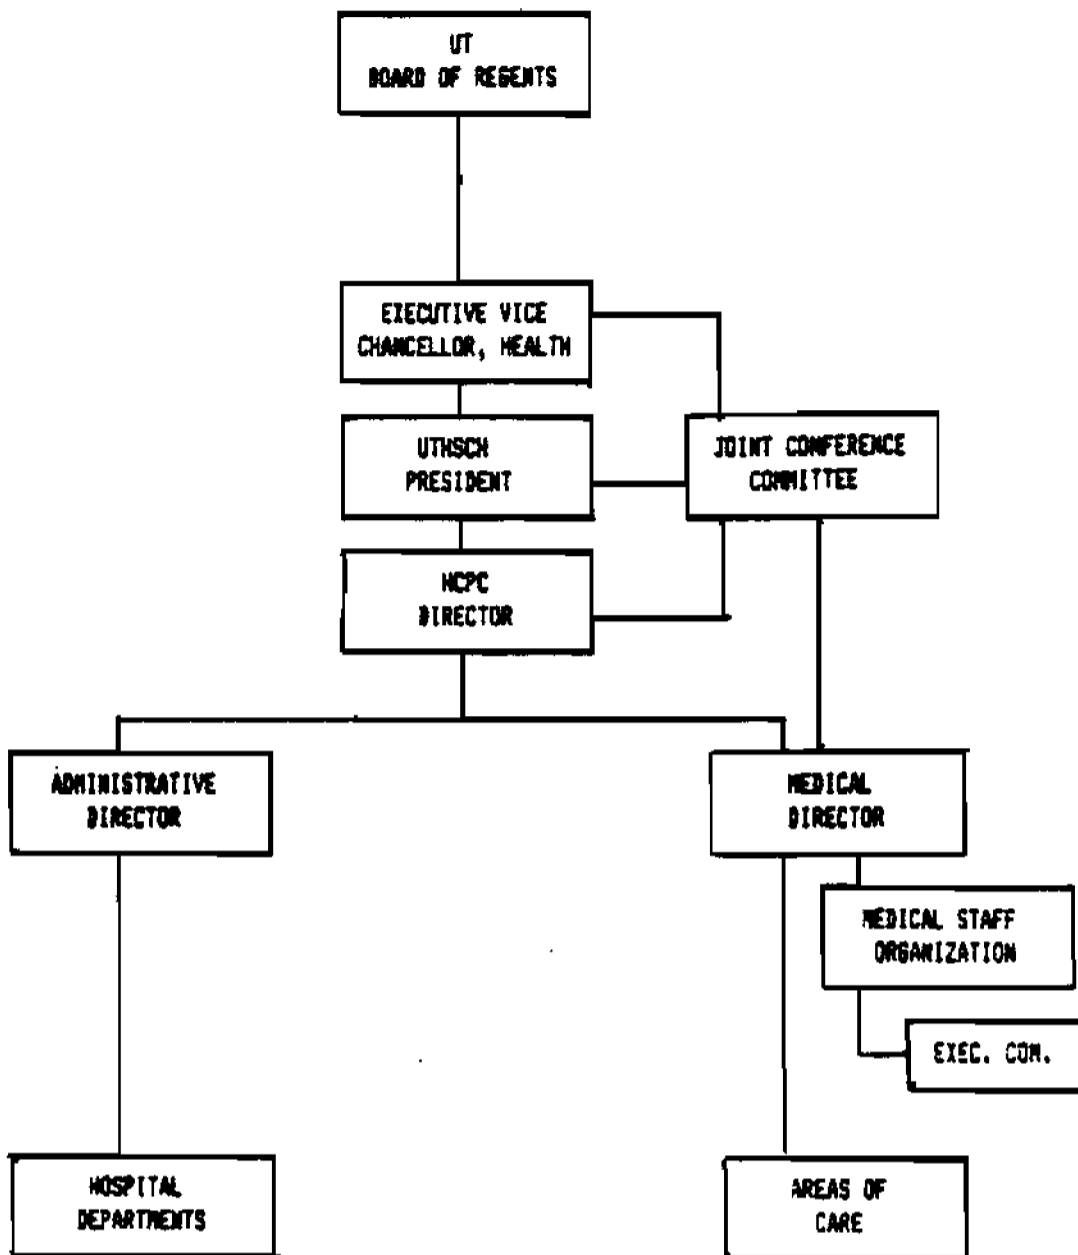 UT
BOARD OF REGENTS
EXECUTIVE VICE
CHANCELLOR, HEALTH
UTHSCH
PRESIDENT
JOINT CONFERENCE
COMMITTEE
HCPC
DIRECTOR
ADMINISTRATIVE
DIRECTOR
MEDICAL
DIRECTOR
MEDICAL STAFF
ORGANIZATION
EXEC. COM.
HOSPITAL
DEPARTMENTS
AREAS OF
CARE